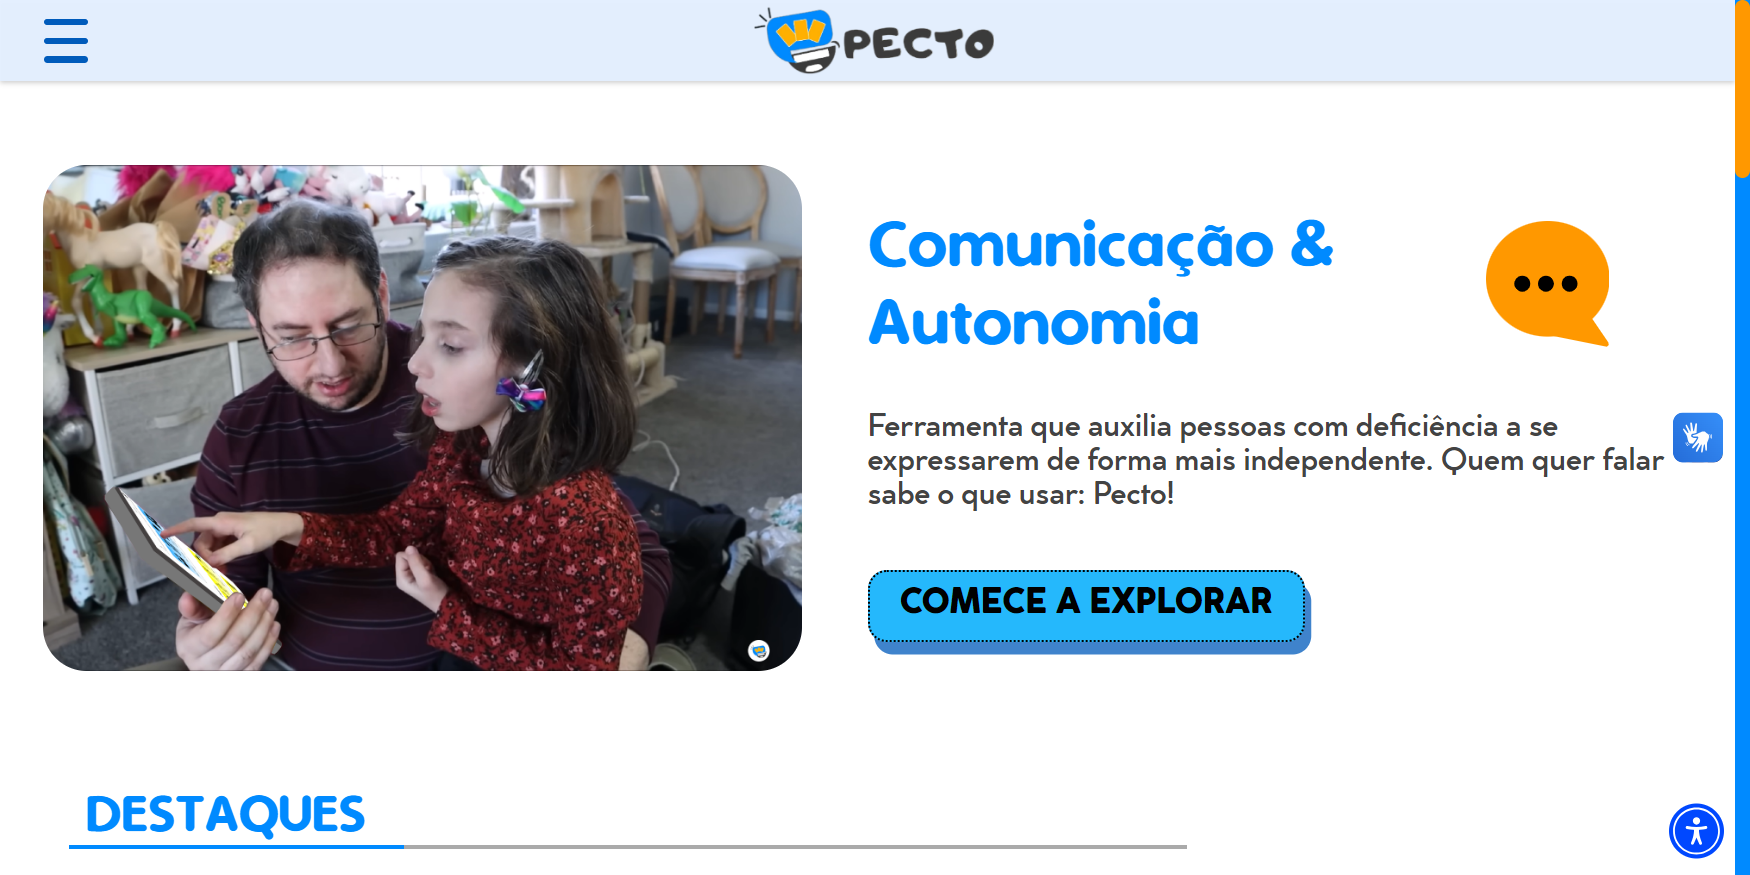 PECTO
Comunicação &
Autonomia
Ferramenta que auxilia pessoas com deficiência a se
expressarem de forma mais independente. Quem quer falar
sabe o que usar: Pecto!
COMECE A EXPLORAR
DESTAQUES